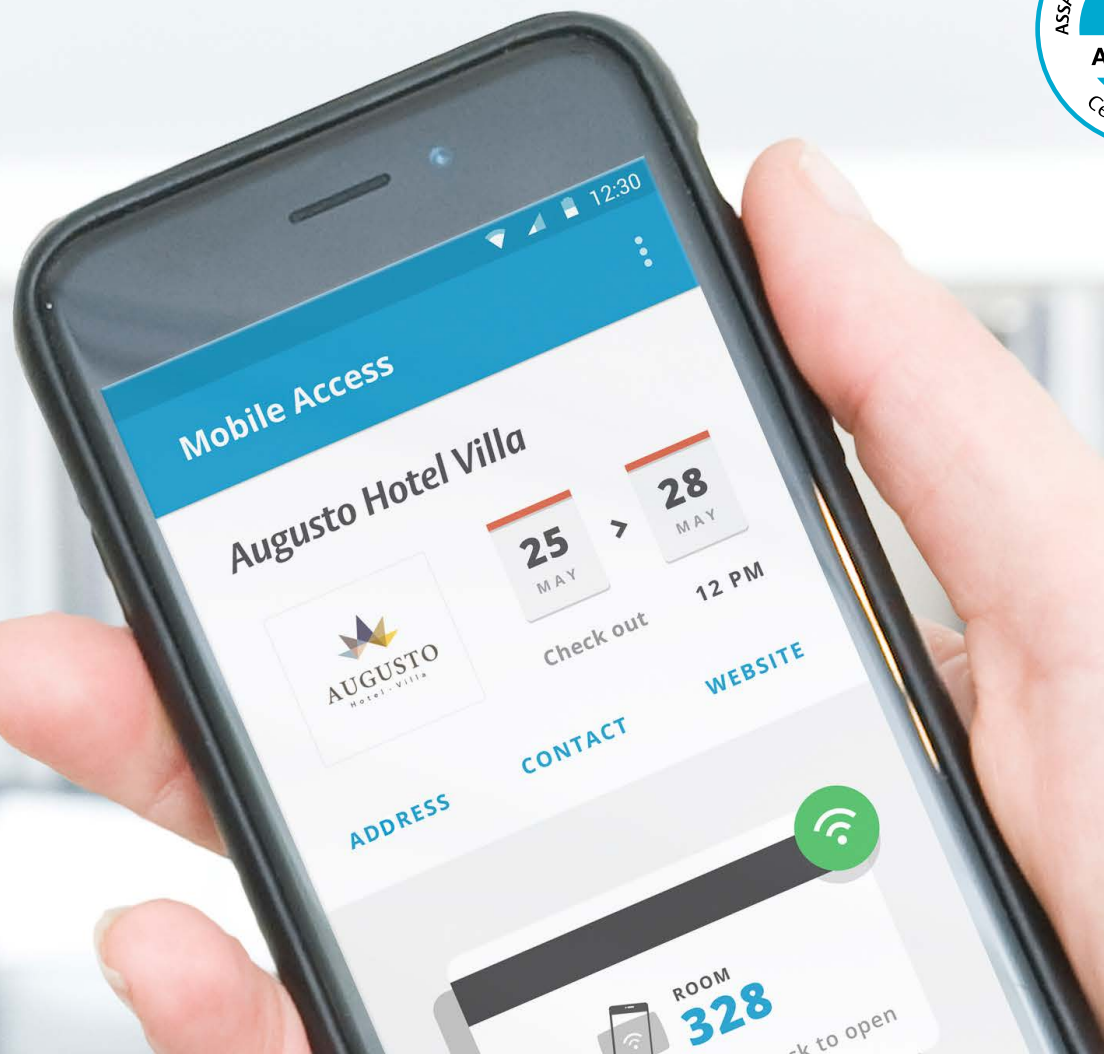 12:30
Mobile Access
Augusto Hotel Villa
25
MAY
>
28
MAY
Check out
12 PM
AUGUSTO
Hotel · Villa
ADDRESS
CONTACT
WEBSITE
ROOM
328
to open